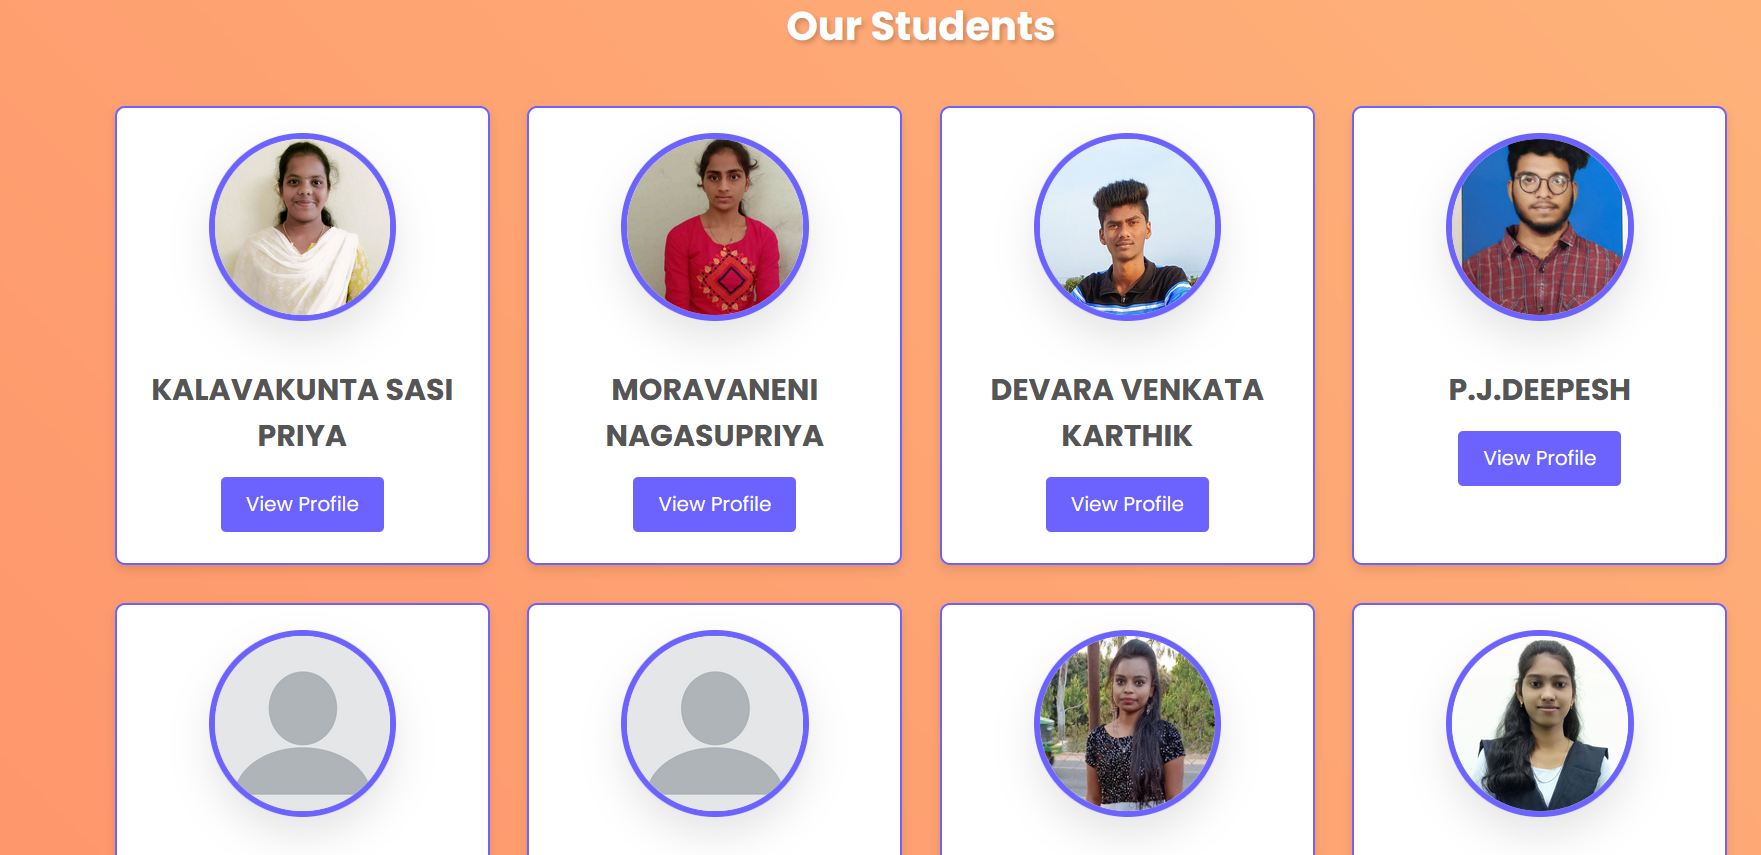 Our Students
KALAVAKUNTA SASI
PRIYA
View Profile
MORAVANENI
NAGASUPRIYA
View Profile
DEVARA VENKATA
KARTHIK
View Profile
P.J.DEEPESH
View Profile